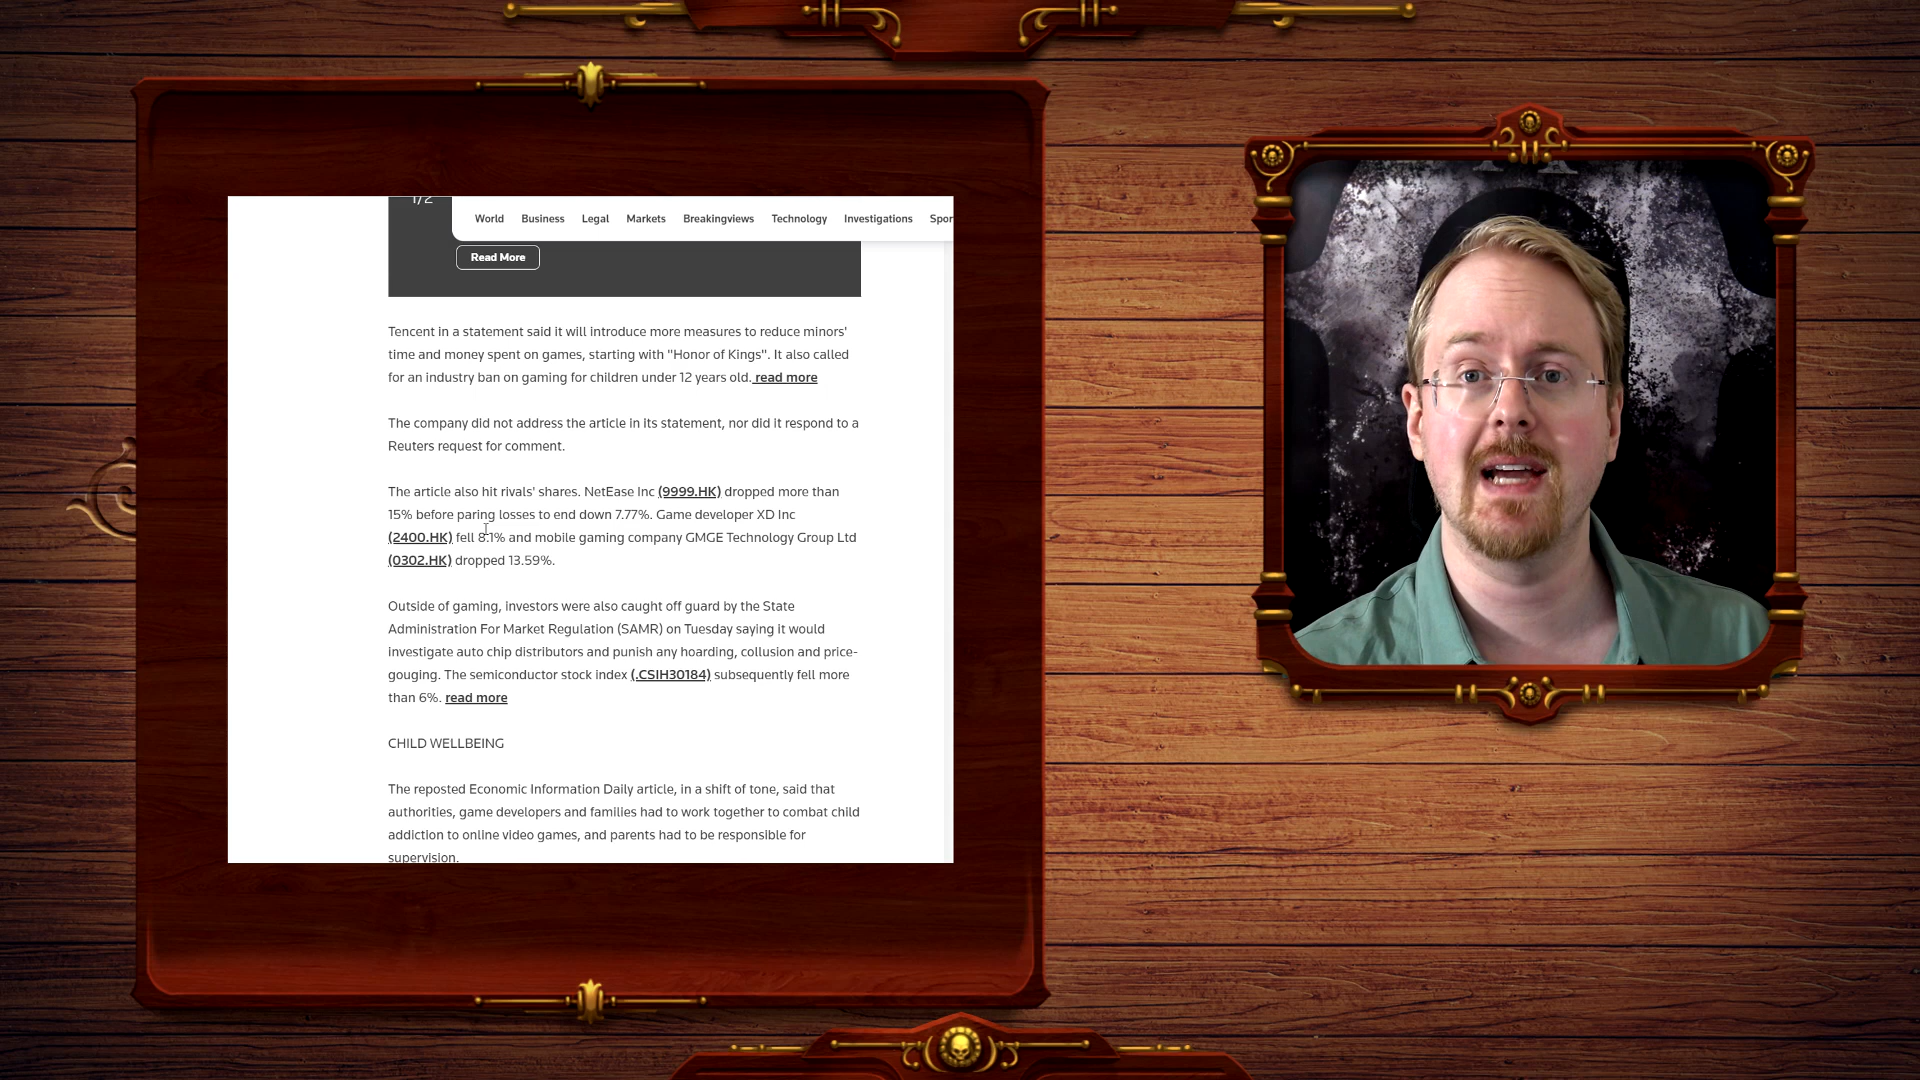 1/2
World Business Legal Markets Breakingviews Technology Investigations Spor
Read More
Tencent in a statement said it will introduce more measures to reduce minors'
time and money spent on games, starting with "Honor of Kings". It also called
for an industry ban on gaming for children under 12 years old. read more
The company did not address the article in its statement, nor did it respond to a
Reuters request for comment.
The article also hit rivals' shares. NetEase Inc (9999.HK) dropped more than
15% before paring losses to end down 7.77%. Game developer XD Inc
(2400.HK) fell 8.1% and mobile gaming company GMGE Technology Group Ltd
(0302.HK) dropped 13.59%.
Outside of gaming, investors were also caught off guard by the State
Administration For Market Regulation (SAMR) on Tuesday saying it would
investigate auto chip distributors and punish any hoarding, collusion and price-
gouging. The semiconductor stock index (.CSIH30184) subsequently fell more
than 6%. read more
CHILD WELLBEING
The reposted Economic Information Daily article, in a shift of tone, said that
authorities, game developers and families had to work together to combat child
addiction to online video games, and parents had to be responsible for
supervision.